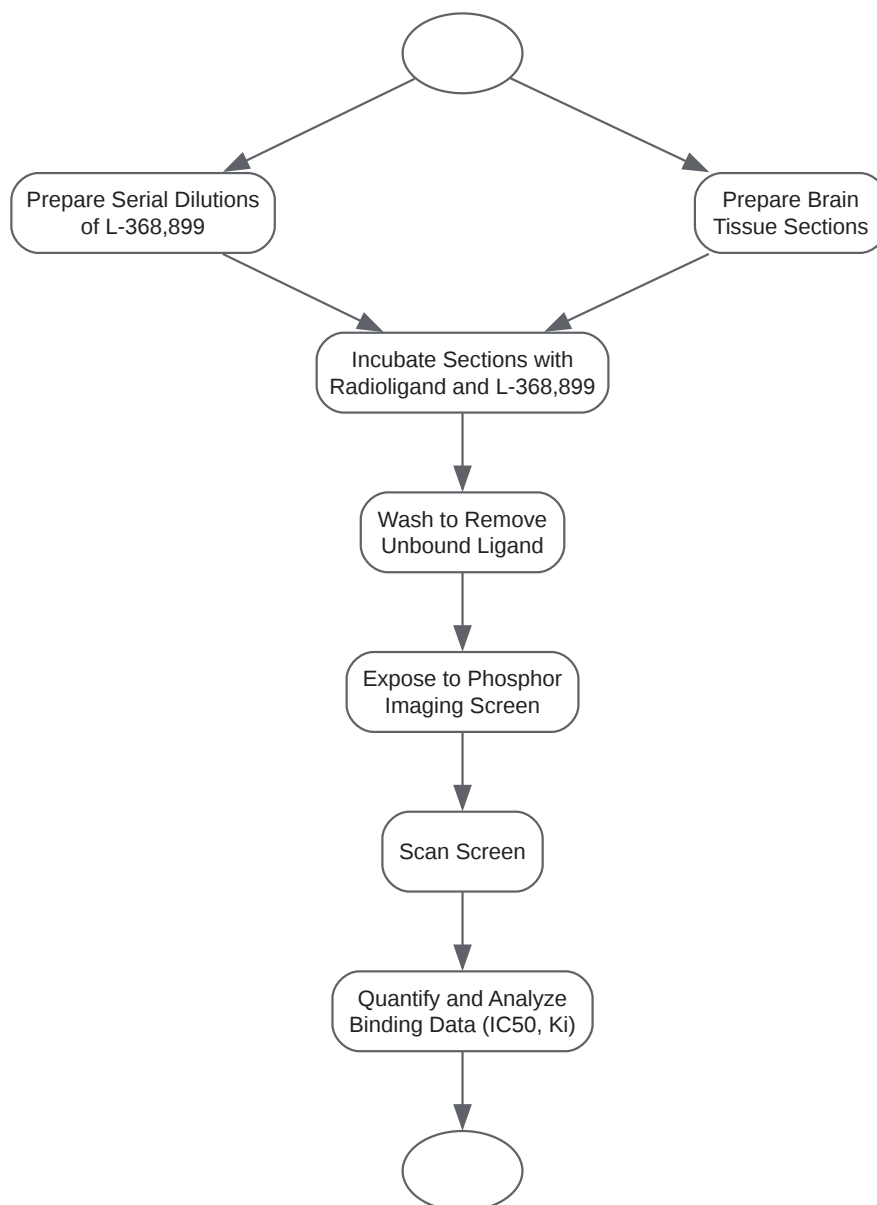 Prepare Serial Dilutions
of L-368,899
Prepare Brain
Tissue Sections
Incubate Sections with
Radioligand and L-368,899
Wash to Remove
Unbound Ligand
Expose to Phosphor
Imaging Screen
Scan Screen
Quantify and Analyze
Binding Data (IC50, Ki)